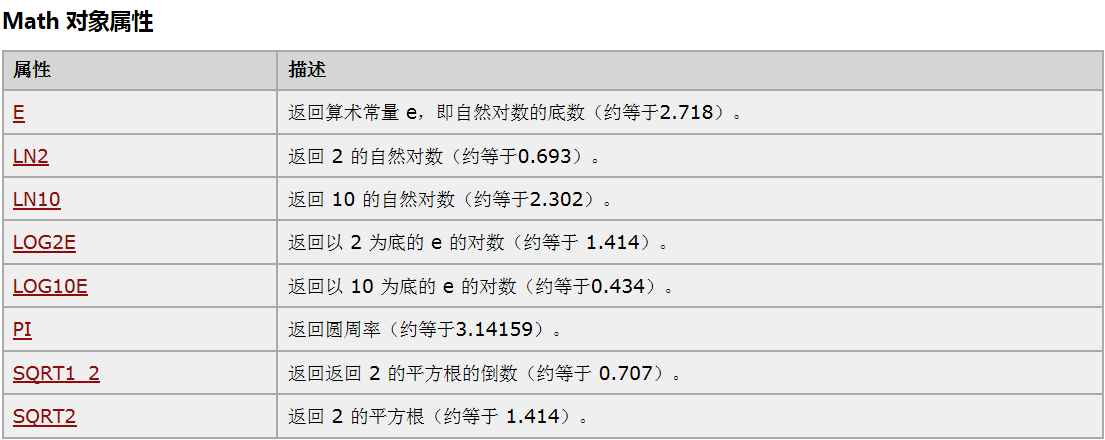 Math 对象属性
属性 描述
E 返回算术常量 e，即自然对数的底数（约等于2.718）。
LN2 返回 2 的自然对数（约等于0.693）。
LN10 返回 10 的自然对数（约等于2.302）。
LOG2E 返回以 2 为底的 e 的对数（约等于 1.414）。
LOG10E 返回以 10 为底的 e 的对数（约等于0.434）。
PI 返回圆周率（约等于3.14159）。
SQRT1_2 返回返回 2 的平方根的倒数（约等于 0.707）。
SQRT2 返回 2 的平方根（约等于 1.414）。